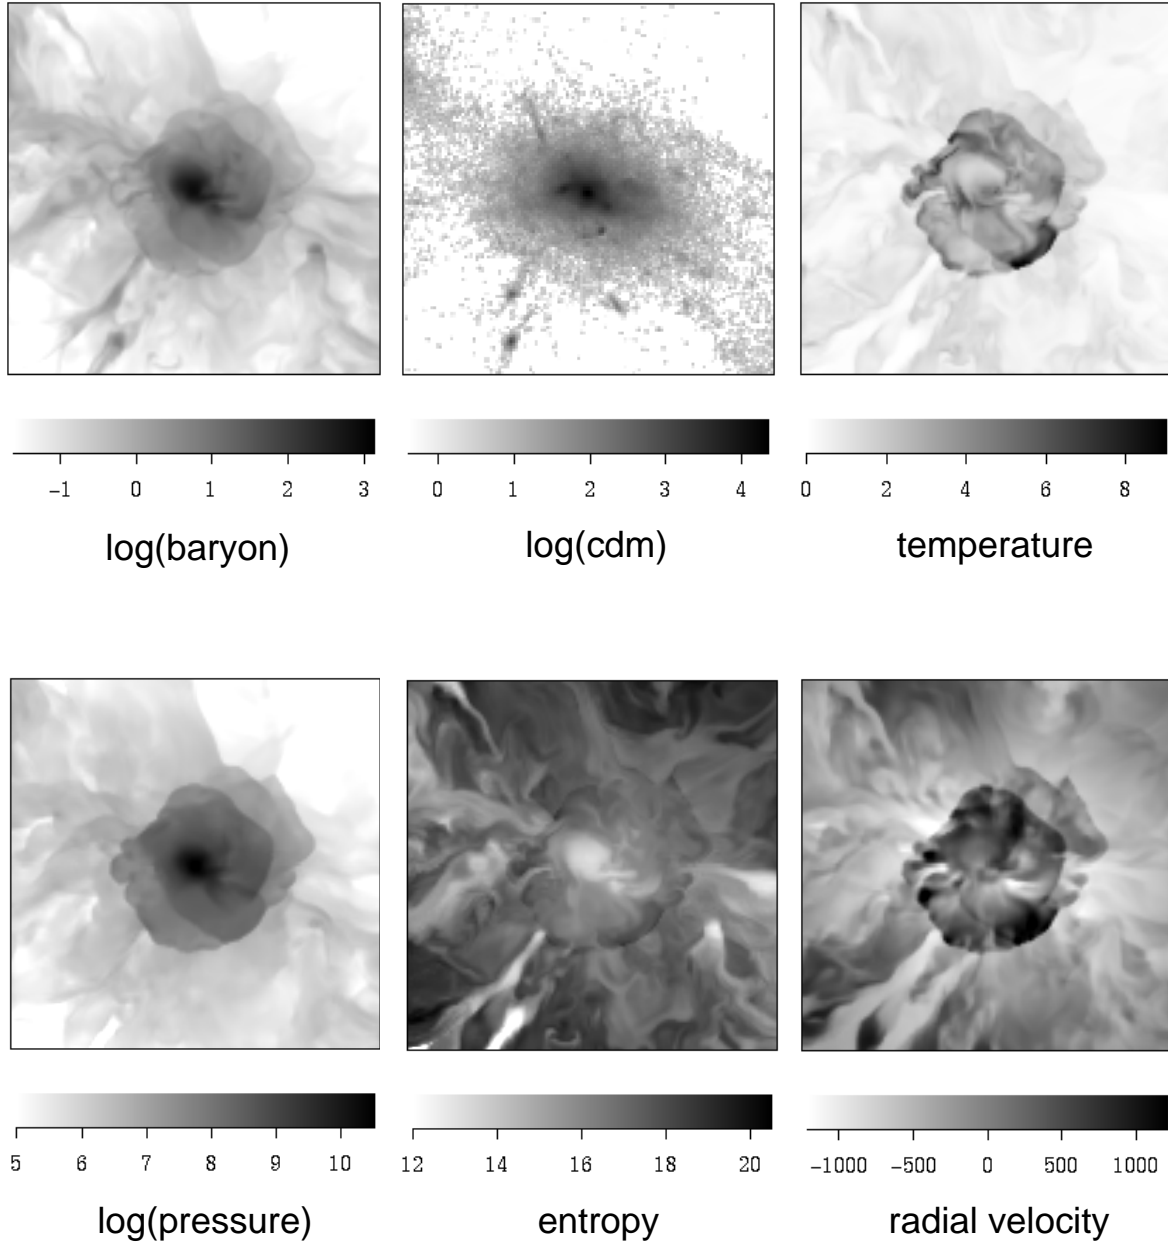 -1 0 1 2 3
0 1 2 3 4
0 2 4 6 8
log(baryon)
log(cdm)
temperature
5 6 7 8 9 10
12 14 16 18 20
-1000 -500 0 500 1000
log(pressure)
entropy
radial velocity